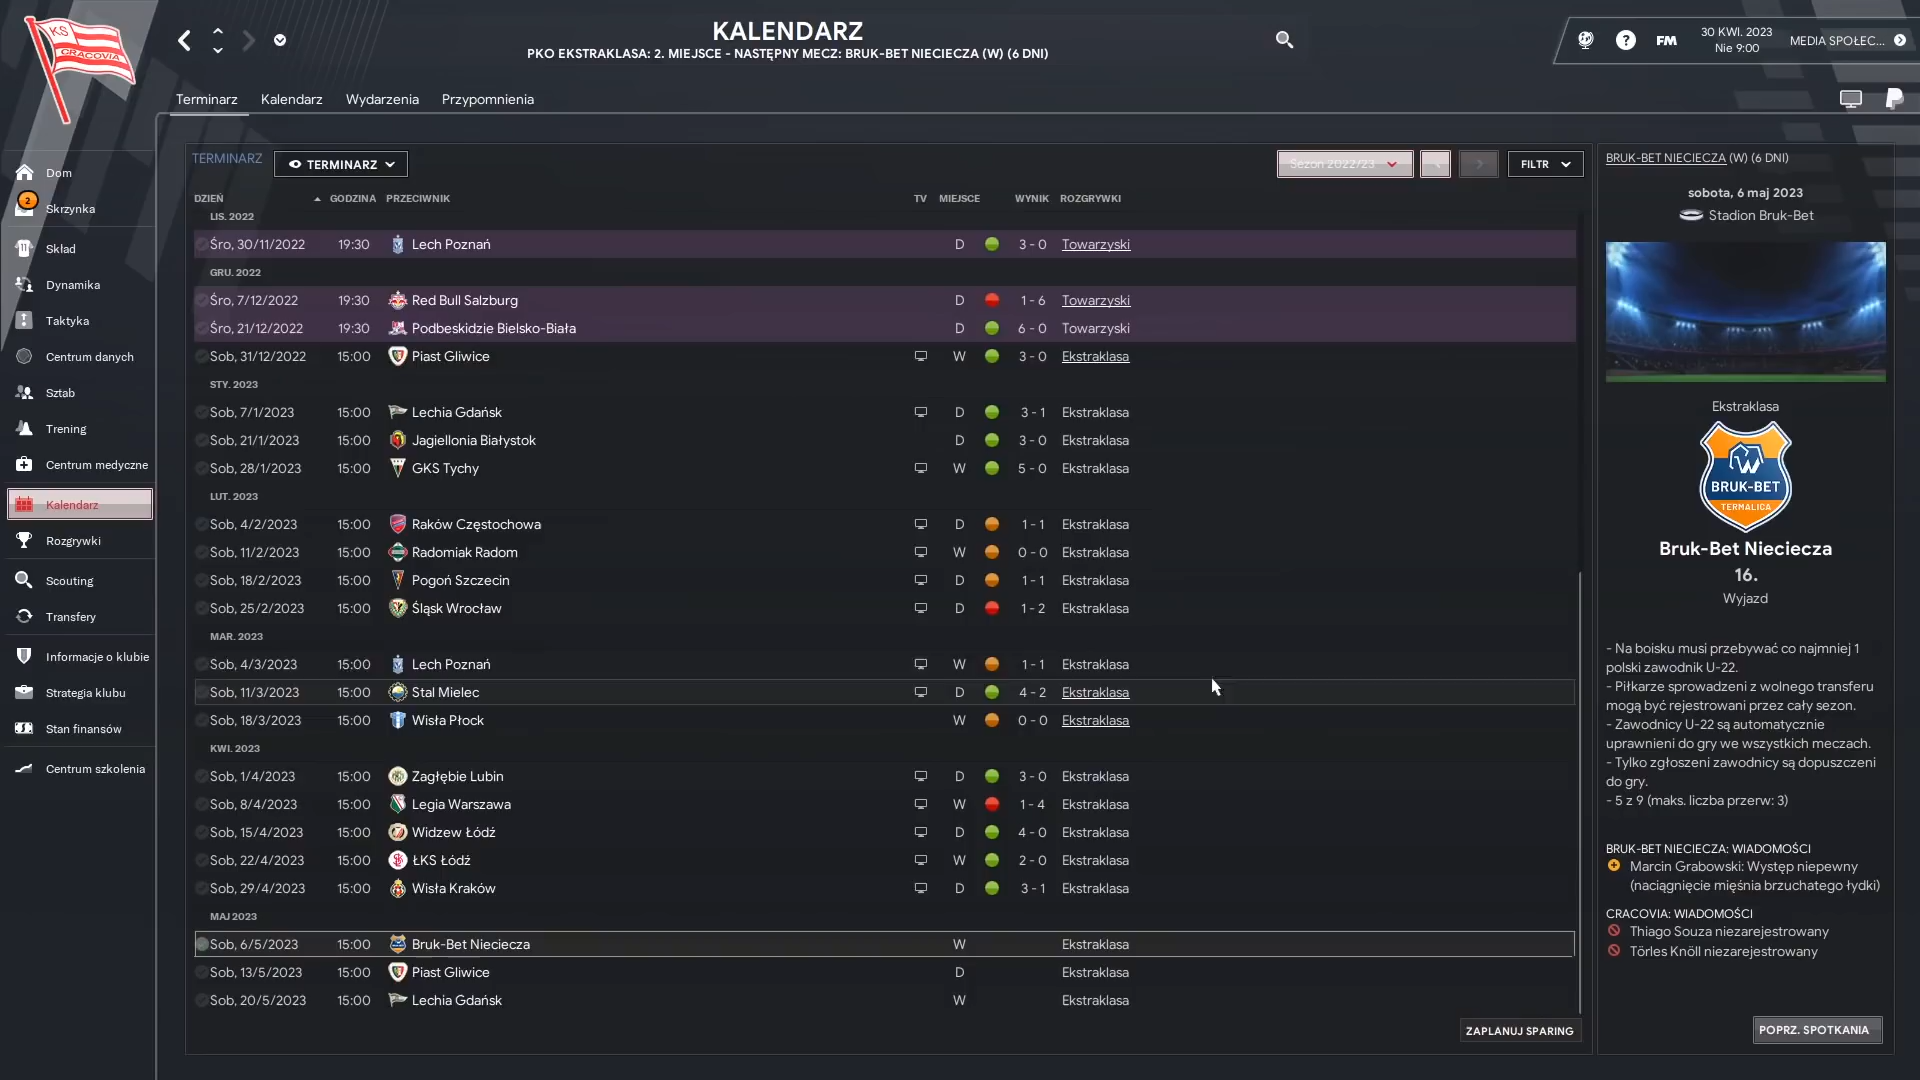 KS
CRACOVIA
KALENDARZ
PKO EKSTRAKLASA: 2. MIEJSCE - NASTĘPNY MECZ: BRUK-BET NIECIECZA (W) (6 DNI)
?
FM
30 KWI. 2023
Nie 9:00
MEDIA SPOŁEC...
Terminarz
Kalendarz
Wydarzenia
Przypomnienia
Dom
2
Skrzynka
11
Skład
Dynamika
Taktyka
Centrum danych
Sztab
Trening
Centrum medyczne
Kalendarz
Rozgrywki
Scouting
Transfery
Informacje o klubie
Strategia klubu
Stan finansów
Centrum szkolenia
TERMINARZ
TERMINARZ
Sezon 2022/23
FILTR
DZIEŃ GODZINA PRZECIWNIK TV MIEJSCE WYNIK ROZGRYWKI
LIS. 2022
Śro, 30/11/2022 19:30 Lech Poznań D 3 - 0 Towarzyski
GRU. 2022
Śro, 7/12/2022 19:30 Red Bull Salzburg D 1 - 6 Towarzyski
Śro, 21/12/2022 19:30 Podbeskidzie Bielsko-Biała D 6 - 0 Towarzyski
Sob, 31/12/2022 15:00 Piast Gliwice W 3 - 0 Ekstraklasa
STY. 2023
Sob, 7/1/2023 15:00 Lechia Gdańsk D 3 - 1 Ekstraklasa
Sob, 21/1/2023 15:00 Jagiellonia Białystok D 3 - 0 Ekstraklasa
Sob, 28/1/2023 15:00 GKS Tychy W 5 - 0 Ekstraklasa
LUT. 2023
Sob, 4/2/2023 15:00 Raków Częstochowa D 1 - 1 Ekstraklasa
Sob, 11/2/2023 15:00 Radomiak Radom W 0 - 0 Ekstraklasa
Sob, 18/2/2023 15:00 Pogoń Szczecin D 1 - 1 Ekstraklasa
Sob, 25/2/2023 15:00 Śląsk Wrocław D 1 - 2 Ekstraklasa
MAR. 2023
Sob, 4/3/2023 15:00 Lech Poznań W 1 - 1 Ekstraklasa
Sob, 11/3/2023 15:00 Stal Mielec D 4 - 2 Ekstraklasa
Sob, 18/3/2023 15:00 Wisła Płock W 0 - 0 Ekstraklasa
KWI. 2023
Sob, 1/4/2023 15:00 Zagłębie Lubin D 3 - 0 Ekstraklasa
Sob, 8/4/2023 15:00 Legia Warszawa W 1 - 4 Ekstraklasa
Sob, 15/4/2023 15:00 Widzew Łódź D 4 - 0 Ekstraklasa
Sob, 22/4/2023 15:00 ŁKS Łódź W 2 - 0 Ekstraklasa
Sob, 29/4/2023 15:00 Wisła Kraków D 3 - 1 Ekstraklasa
MAJ 2023
Sob, 6/5/2023 15:00 Bruk-Bet Nieciecza W Ekstraklasa
Sob, 13/5/2023 15:00 Piast Gliwice D Ekstraklasa
Sob, 20/5/2023 15:00 Lechia Gdańsk W Ekstraklasa
ZAPLANUJ SPARING
BRUK-BET NIECIECZA (W) (6 DNI)
sobota, 6 maj 2023
Stadion Bruk-Bet
Ekstraklasa
BRUK-BET
TERMALICA
Bruk-Bet Nieciecza
16.
Wyjazd
- Na boisku musi przebywać co najmniej 1
polski zawodnik U-22.
- Piłkarze sprowadzeni z wolnego transferu
mogą być rejestrowani przez cały sezon.
- Zawodnicy U-22 są automatycznie
uprawnieni do gry we wszystkich meczach.
- Tylko zgłoszeni zawodnicy są dopuszczeni
do gry.
- 5 z 9 (maks. liczba przerw: 3)
BRUK-BET NIECIECZA: WIADOMOŚCI
Marcin Grabowski: Występ niepewny
(naciągnięcie mięśnia brzuchatego łydki)
CRACOVIA: WIADOMOŚCI
Thiago Souza niezarejestrowany
Törles Knöll niezarejestrowany
POPRZ. SPOTKANIA